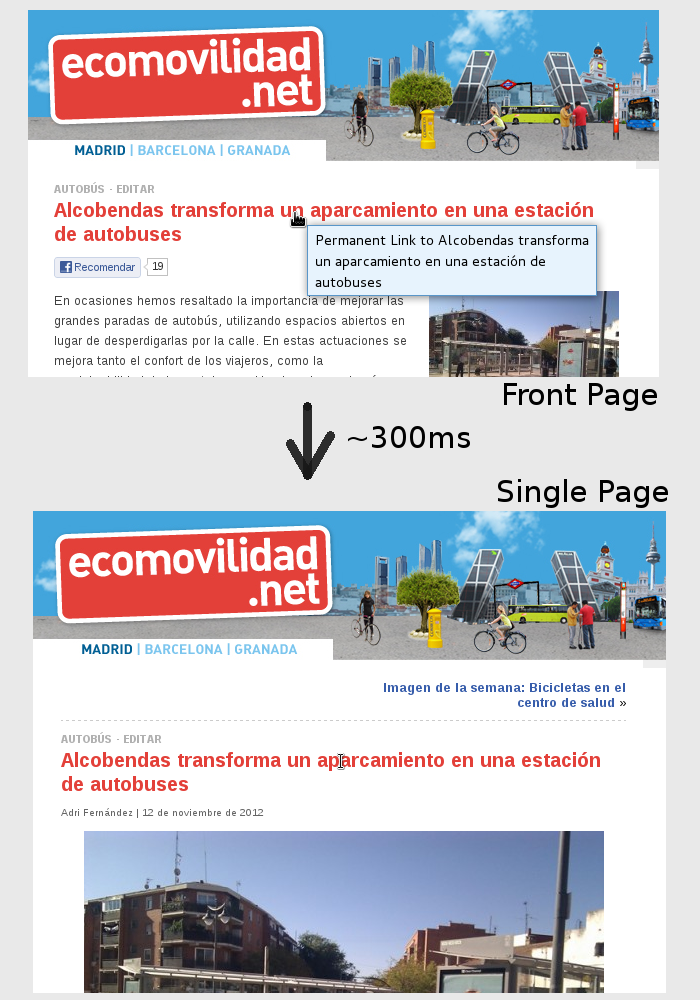 ecomovilidad
.net
MADRID | BARCELONA | GRANADA
AUTOBÚS · EDITAR
Alcobendas transforma un aparcamiento en una estación
de autobuses
Permanent Link to Alcobendas transforma
un aparcamiento en una estación de
autobuses
Recomendar 19
En ocasiones hemos resaltado la importancia de mejorar las
grandes paradas de autobús, utilizando espacios abiertos en
lugar de desperdigarlas por la calle. En estas actuaciones se
mejora tanto el confort de los viajeros, como la
Front Page
~300ms
Single Page
ecomovilidad
.net
MADRID | BARCELONA | GRANADA
Imagen de la semana: Bicicletas en el
centro de salud »
AUTOBÚS · EDITAR
Alcobendas transforma un aparcamiento en una estación
de autobuses
Adri Fernández | 12 de noviembre de 2012